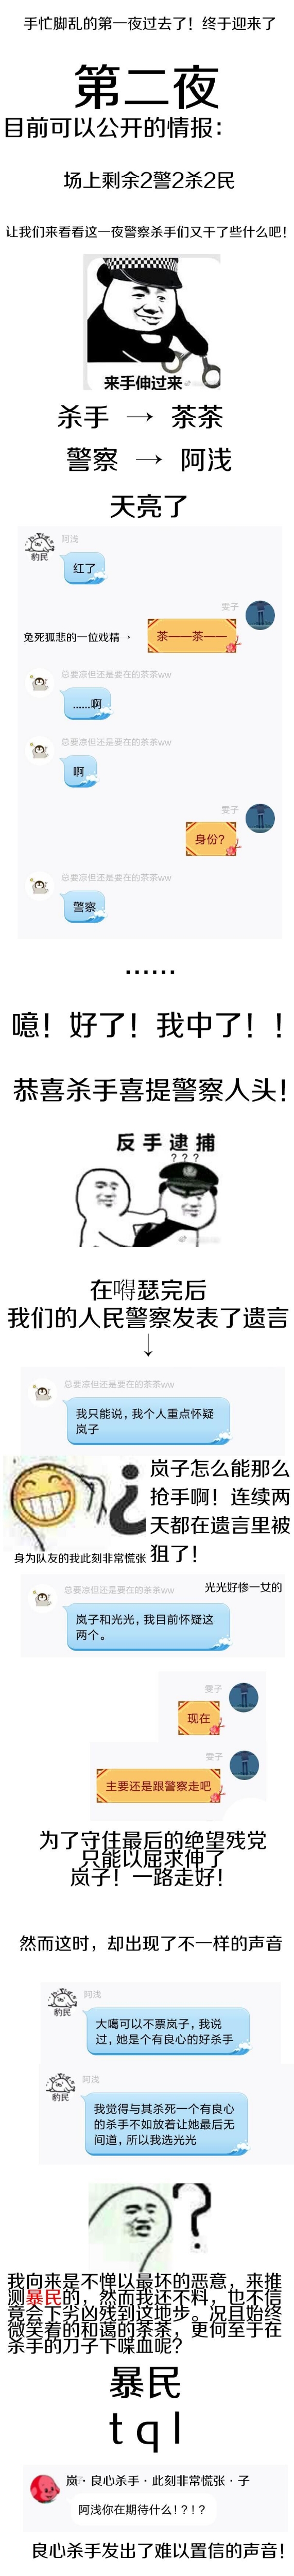 手忙脚乱的第一夜过去了！终于迎来了
第二夜
目前可以公开的情报：
场上剩余2警2杀2民
让我们来看看这一夜警察杀手们又干了些什么吧！
来手伸过来
杀手 → 茶茶
警察 → 阿浅
天亮了
阿浅
豹民
红了
雯子
兔死狐悲的一位戏精→
茶一一茶一一
总要凉但还是要在的茶茶ww
......啊
总要凉但还是要在的茶茶ww
啊
雯子
身份？
总要凉但还是要在的茶茶ww
警察
......
噫！好了！我中了！！
恭喜杀手喜提警察人头！
反手逮捕
???
在嘚瑟完后
我们的人民警察发表了遗言
↓
总要凉但还是要在的茶茶ww
我只能说，我个人重点怀疑
岚子
岚子怎么能那么
抢手啊！连续两
天都在遗言里被
狙了！
身为队友的我此刻非常慌张
总要凉但还是要在的茶茶ww
光光好惨一女的
岚子和光光，我目前怀疑这
两个。
雯子
现在
雯子
主要还是跟警察走吧
为了守住最后的绝望残党
只能以屈求伸了
岚子！一路走好！
然而这时，却出现了不一样的声音
阿浅
豹民
大噶可以不票岚子，我说
过，她是个有良心的好杀手
阿浅
豹民
我觉得与其杀死一个有良心
的杀手不如放着让她最后无
间道，所以我选光光
?
我向来是不惮以最坏的恶意，来推
测暴民的，然而我还不料，也不信
竟会下劣凶残到这地步。况且始终
微笑着的和蔼的茶茶，更何至于在
杀手的刀子下喋血呢？
暴民
tql
岚·良心杀手·此刻非常慌张·子
阿浅你在期待什么！？！？
良心杀手发出了难以置信的声音！